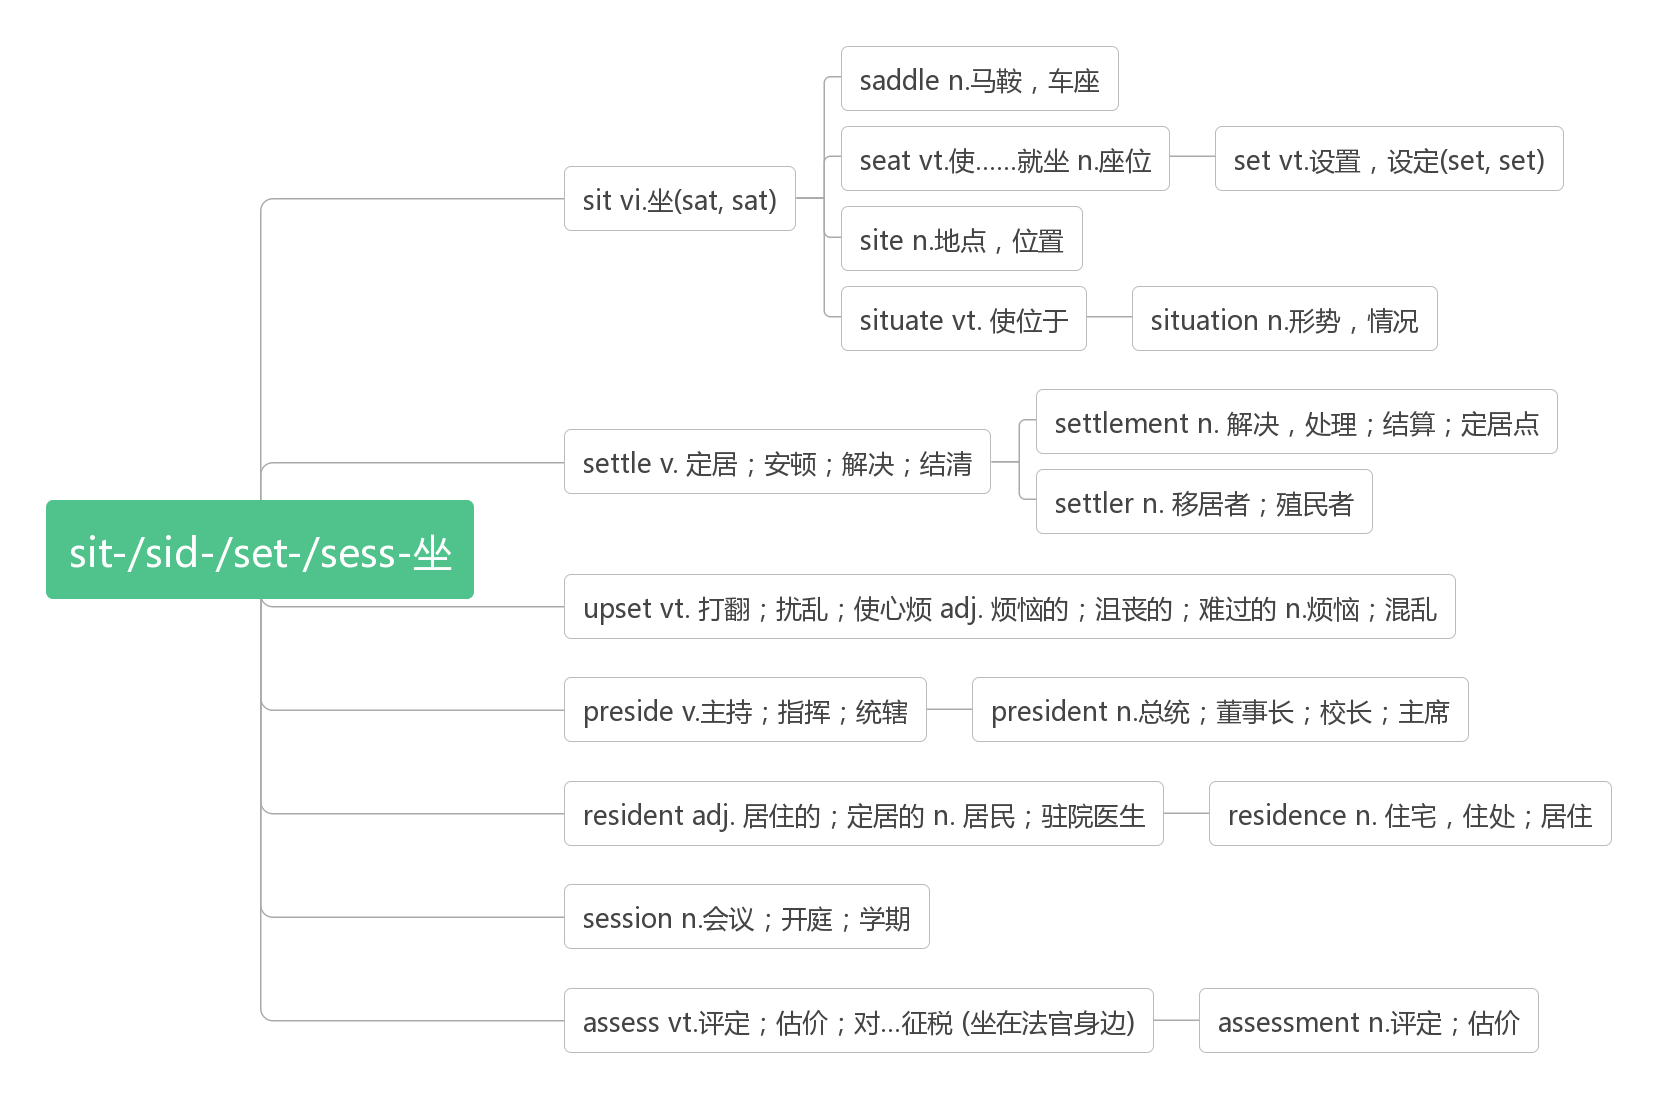 sit-/sid-/set-/sess-坐
sit vi.坐(sat, sat)
saddle n.马鞍，车座
seat vt.使……就坐 n.座位
set vt.设置，设定(set, set)
site n.地点，位置
situate vt. 使位于
situation n.形势，情况
settle v. 定居；安顿；解决；结清
settlement n. 解决，处理；结算；定居点
settler n. 移居者；殖民者
upset vt. 打翻；扰乱；使心烦 adj. 烦恼的；沮丧的；难过的 n.烦恼；混乱
preside v.主持；指挥；统辖
president n.总统；董事长；校长；主席
resident adj. 居住的；定居的 n. 居民；驻院医生
residence n. 住宅，住处；居住
session n.会议；开庭；学期
assess vt.评定；估价；对...征税 (坐在法官身边)
assessment n.评定；估价